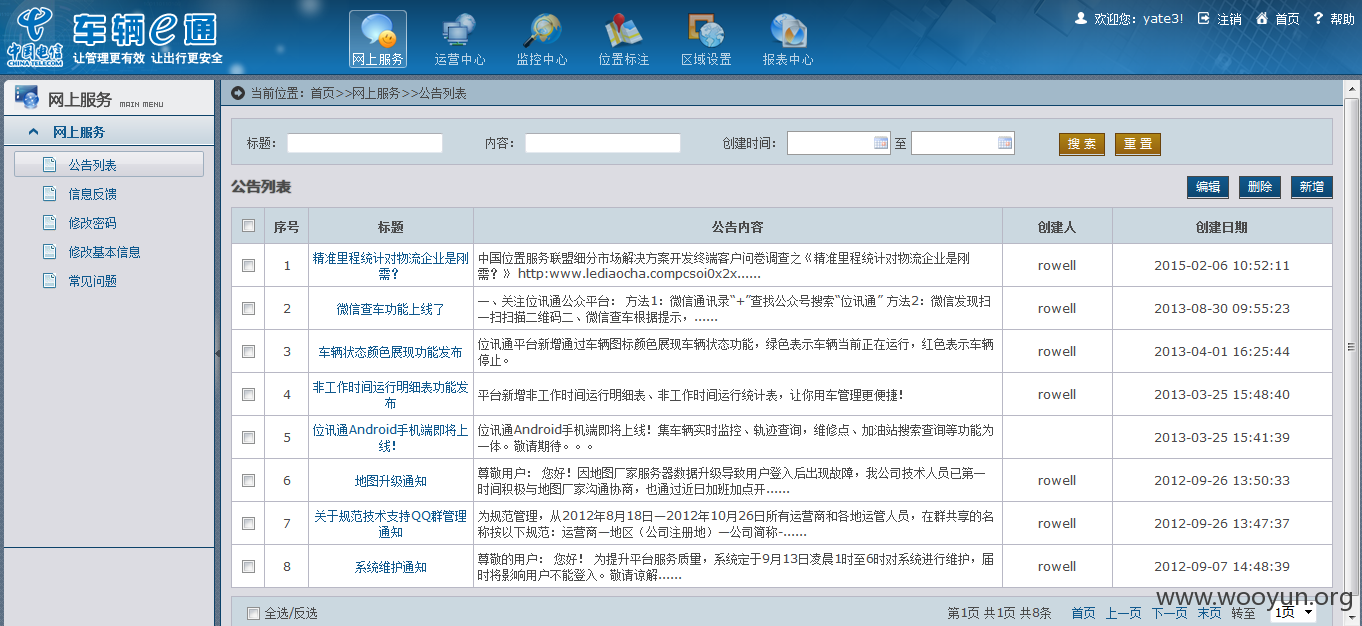 中国电信
CHINA TELECOM
车辆e通
让管理更有效 让出行更安全
网上服务
运营中心
监控中心
位置标注
区域设置
报表中心
欢迎您: yate3!
注销
首页
? 帮助
网上服务 MAIN MENU
网上服务
公告列表
信息反馈
修改密码
修改基本信息
常见问题
当前位置: 首页>>网上服务>>公告列表
标题:
内容:
创建时间:
至
搜 索
重 置
公告列表
编辑
删除
新增
序号 标题 公告内容 创建人 创建日期
1 精准里程统计对物流企业是刚需? 中国位置服务联盟细分市场解决方案开发终端客户问卷调查之《精准里程统计对物流企业是刚需?》 http:www.lediaocha.compcsoi0x2x...... rowell 2015-02-06 10:52:11
2 微信查车功能上线了 一、关注位讯通公众平台: 方法1: 微信通讯录“+”查找公众号搜索“位讯通” 方法2: 微信发现扫一扫扫描二维码二、微信查车根据提示, ...... rowell 2013-08-30 09:55:23
3 车辆状态颜色展现功能发布 位讯通平台新增通过车辆图标颜色展现车辆状态功能, 绿色表示车辆当前正在运行, 红色表示车辆停止。 rowell 2013-04-01 16:25:44
4 非工作时间运行明细表功能发布 平台新增非工作时间运行明细表、非工作时间运行统计表, 让你用车管理更便捷! rowell 2013-03-25 15:48:40
5 位讯通Android手机端即将上线! 位讯通Android手机端即将上线! 集车辆实时监控、轨迹查询, 维修点、加油站搜索查询等功能为一体。敬请期待。。。 2013-03-25 15:41:39
6 地图升级通知 尊敬用户: 您好! 因地图厂家服务器数据升级导致用户登入后出现故障, 我公司技术人员已第一时间积极与地图厂家沟通协商, 也通过近日加班加点开...... rowell 2012-09-26 13:50:33
7 关于规范技术支持QQ群管理通知 为规范管理, 从2012年8月18日—2012年10月26日所有运营商和各地运管人员, 在群共享的名称按以下规范: 运营商—地区(公司注册地)—公司简称-...... rowell 2012-09-26 13:47:37
8 系统维护通知 尊敬的用户: 您好! 为提升平台服务质量, 系统定于9月13日凌晨1时至6时对系统进行维护, 届时将影响用户不能登入。敬请谅解...... rowell 2012-09-07 14:48:39
全选/反选
第1页 共1页 共8条 首页 上一页 下一页 末页 转至 1页
www.wooyun.org